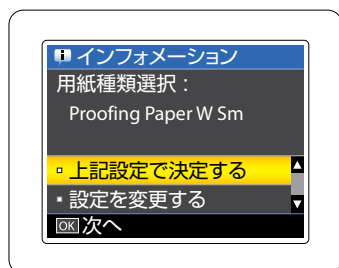 インフォメーション
用紙種類選択：
Proofing Paper W Sm
上記設定で決定する
設定を変更する
OK 次へ